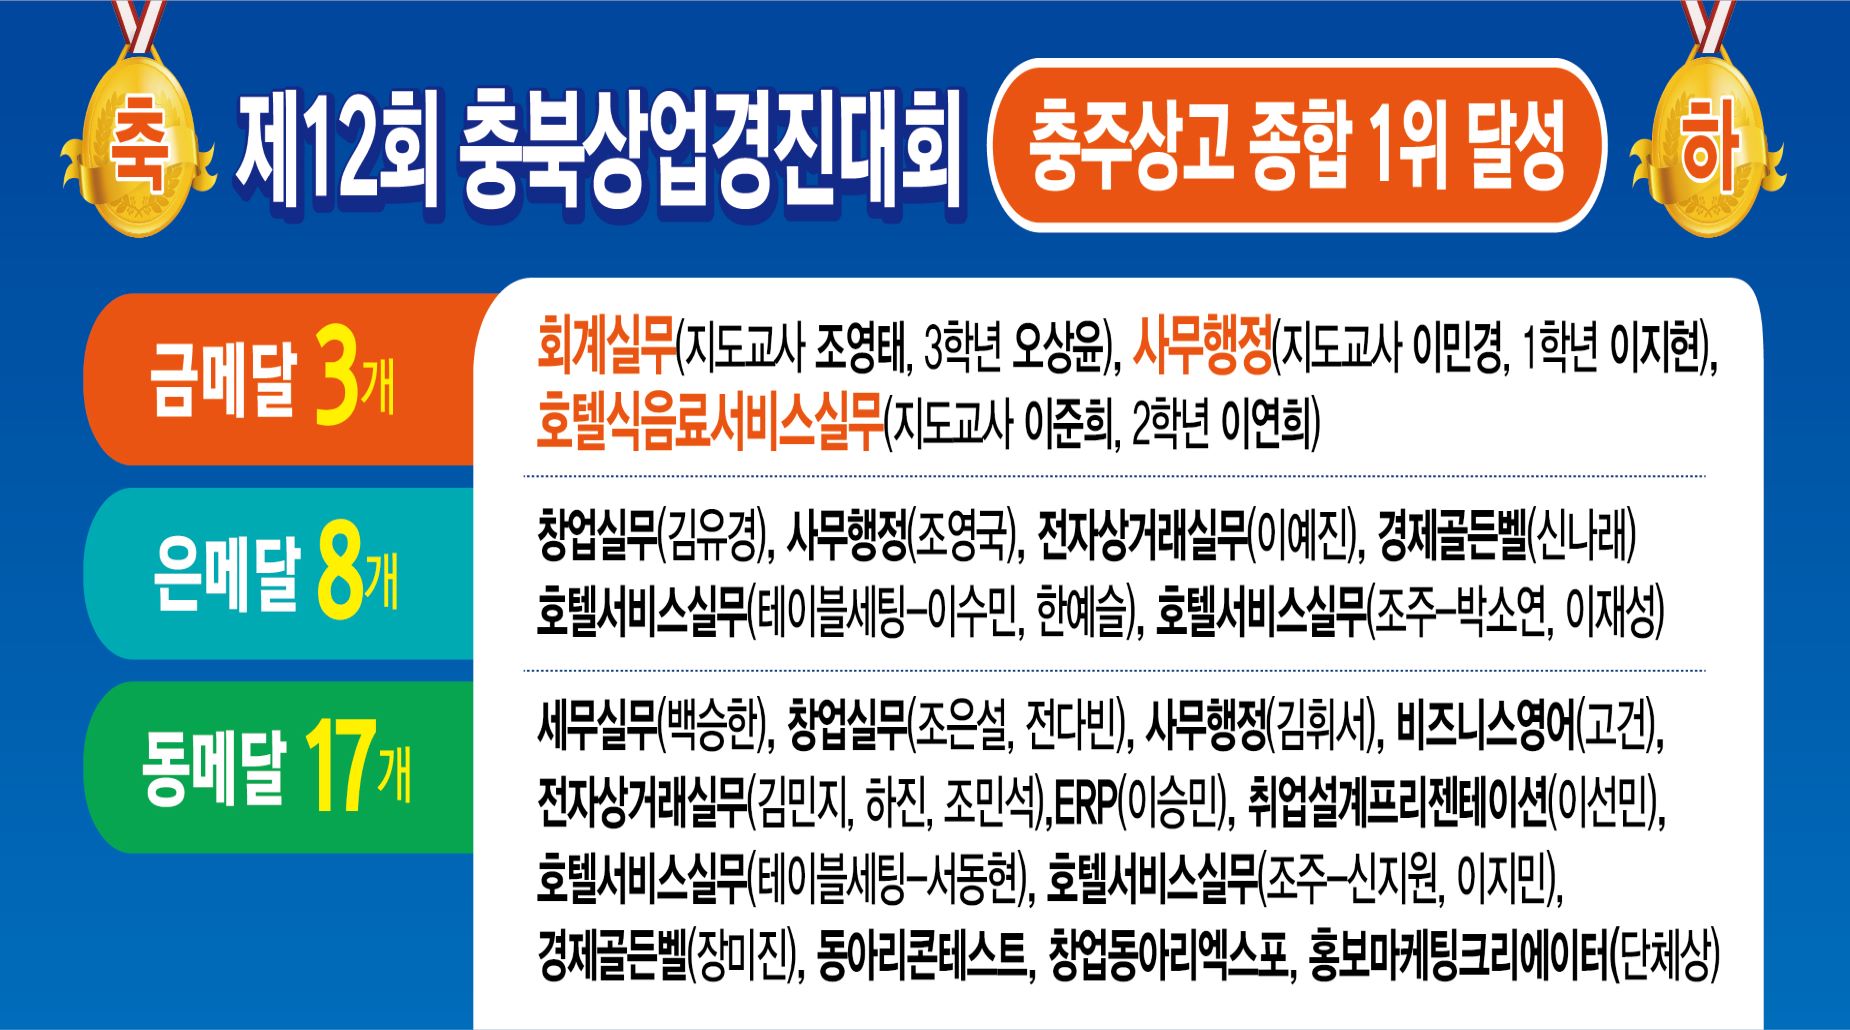 축
제12회 충북상업경진대회
충주상고 종합 1위 달성
하
금메달 3개
회계실무(지도교사 조영태, 3학년 오상윤), 사무행정(지도교사 이민경, 1학년 이지현),
호텔식음료서비스실무(지도교사 이준희, 2학년 이연희)
은메달 8개
창업실무(김유경), 사무행정(조영국), 전자상거래실무(이예진), 경제골든벨(신나래)
호텔서비스실무(테이블세팅-이수민, 한예슬), 호텔서비스실무(조주-박소연, 이재성)
동메달 17개
세무실무(백승한), 창업실무(조은설, 전다빈), 사무행정(김휘서), 비즈니스영어(고건),
전자상거래실무(김민지, 하진, 조민석),ERP(이승민), 취업설계프리젠테이션(이선민),
호텔서비스실무(테이블세팅-서동현), 호텔서비스실무(조주-신지원, 이지민),
경제골든벨(장미진), 동아리콘테스트, 창업동아리엑스포, 홍보마케팅크리에이터(단체상)